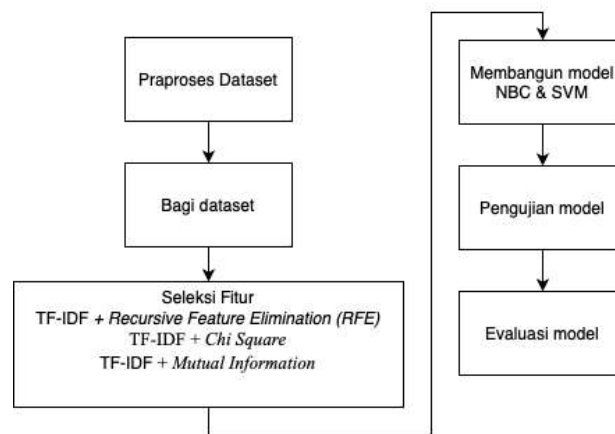 Praproses Dataset
Bagi dataset
Seleksi Fitur
TF-IDF + Recursive Feature Elimination (RFE)
TF-IDF + Chi Square
TF-IDF + Mutual Information
Membangun model
NBC & SVM
Pengujian model
Evaluasi model